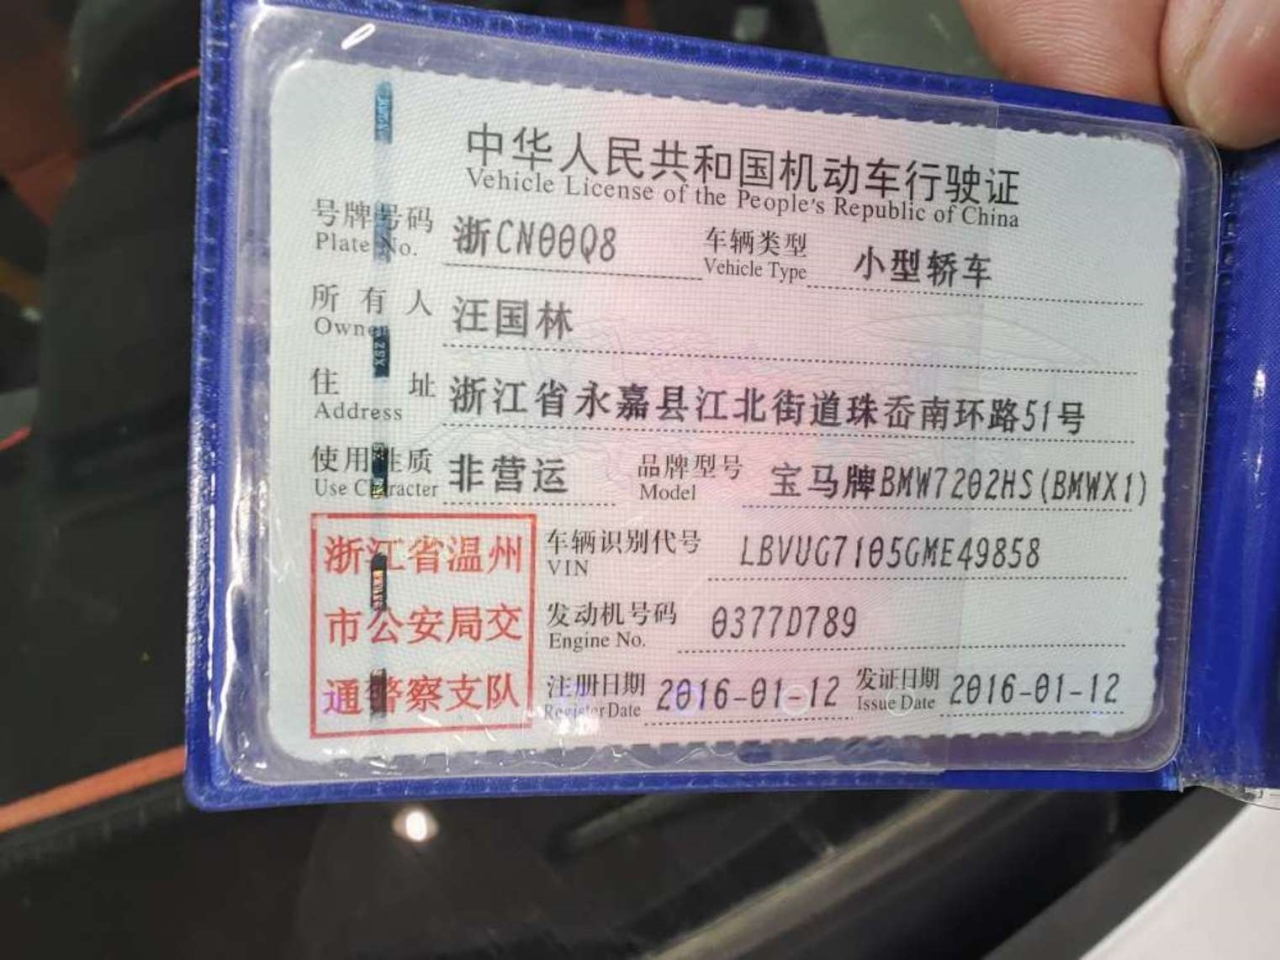 中华人民共和国机动车行驶证
Vehicle License of the People's Republic of China
号牌号码 浙CN00Q8 车辆类型 小型轿车
Plate No. Vehicle Type
所有人 汪国林
Owner
住址 浙江省永嘉县江北街道珠岙南环路51号
Address
使用性质 非营运 品牌型号 宝马牌BMW7202HS(BMWX1)
Use Character Model
浙江省温州
市公安局交
通警察支队
车辆识别代号 LBVUG7105GME49858
VIN
发动机号码 0377D789
Engine No.
注册日期 2016-01-12 发证日期 2016-01-12
Register Date Issue Date